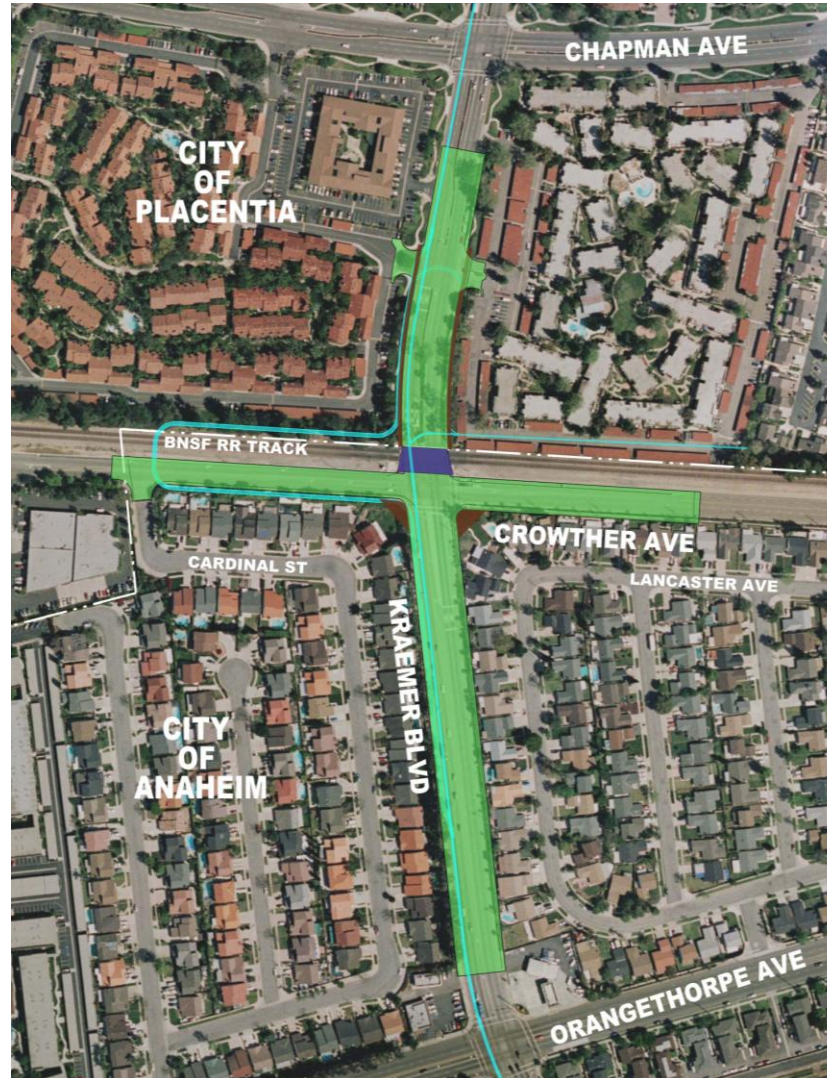 CHAPMAN AVE
CITY
OF
PLACENTIA
BNSF RR TRACK
CROWTHER AVE
CARDINAL ST
LANCASTER AVE
KRAEMER BLVD
CITY
OF
ANAHEIM
ORANGETHORPE AVE